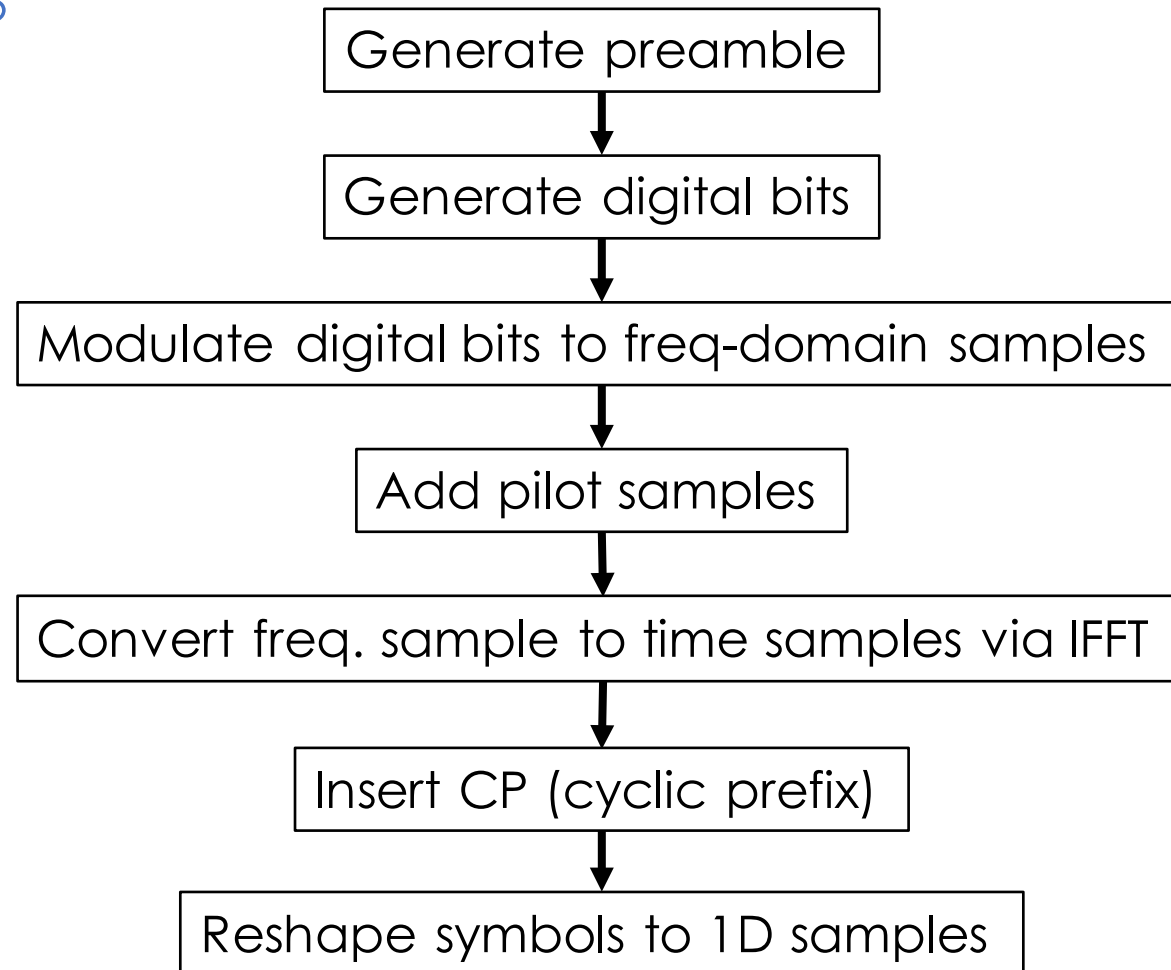 Generate preamble
Generate digital bits
Modulate digital bits to freq-domain samples
Add pilot samples
Convert freq. sample to time samples via IFFT
Insert CP (cyclic prefix)
Reshape symbols to 1D samples